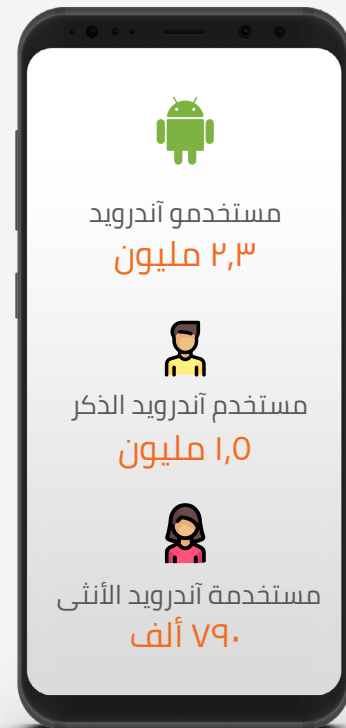 مستخدمو آندرويد
٢,٣ مليون
مستخدم آندرويد الذكر
١,٥ مليون
مستخدمة آندرويد الأنثى
٧٩٠ ألف